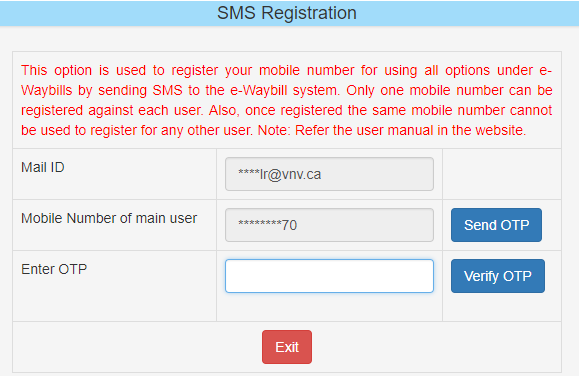 SMS Registration
This option is used to register your mobile number for using all options under e-
Waybills by sending SMS to the e-Waybill system. Only one mobile number can be
registered against each user. Also, once registered the same mobile number cannot
be used to register for any other user. Note: Refer the user manual in the website.
Mail ID
****lr@vnv.ca
Mobile Number of main user
********70
Send OTP
Enter OTP
Verify OTP
Exit